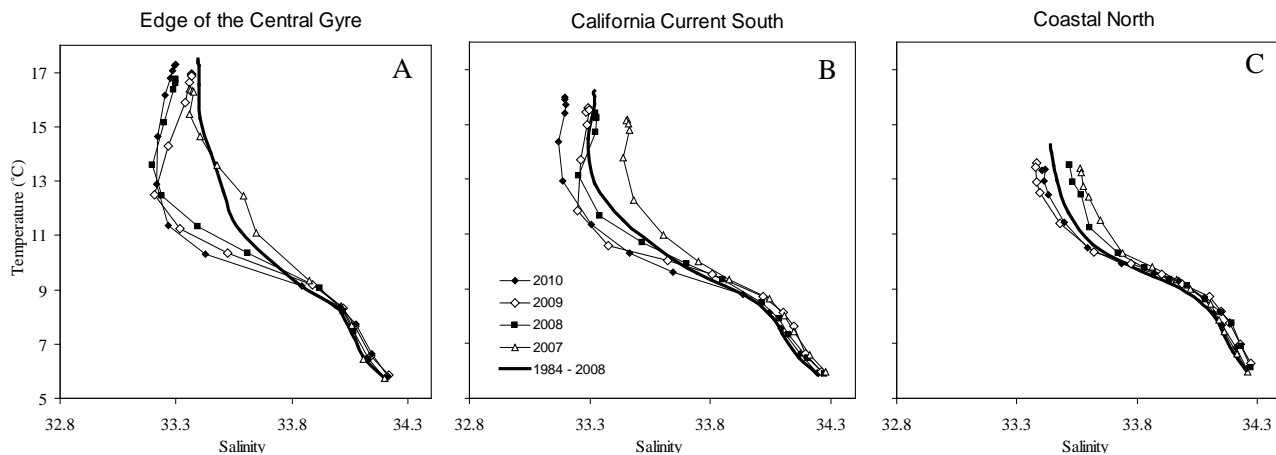 Edge of the Central Gyre
California Current South
Coastal North
A
B
C
Temperature (˚C)
17
15
13
11
9
7
5
2010
2009
2008
2007
1984 - 2008
32.8 33.3 33.8 34.3
32.8 33.3 33.8 34.3
32.8 33.3 33.8 34.3
Salinity
Salinity
Salinity